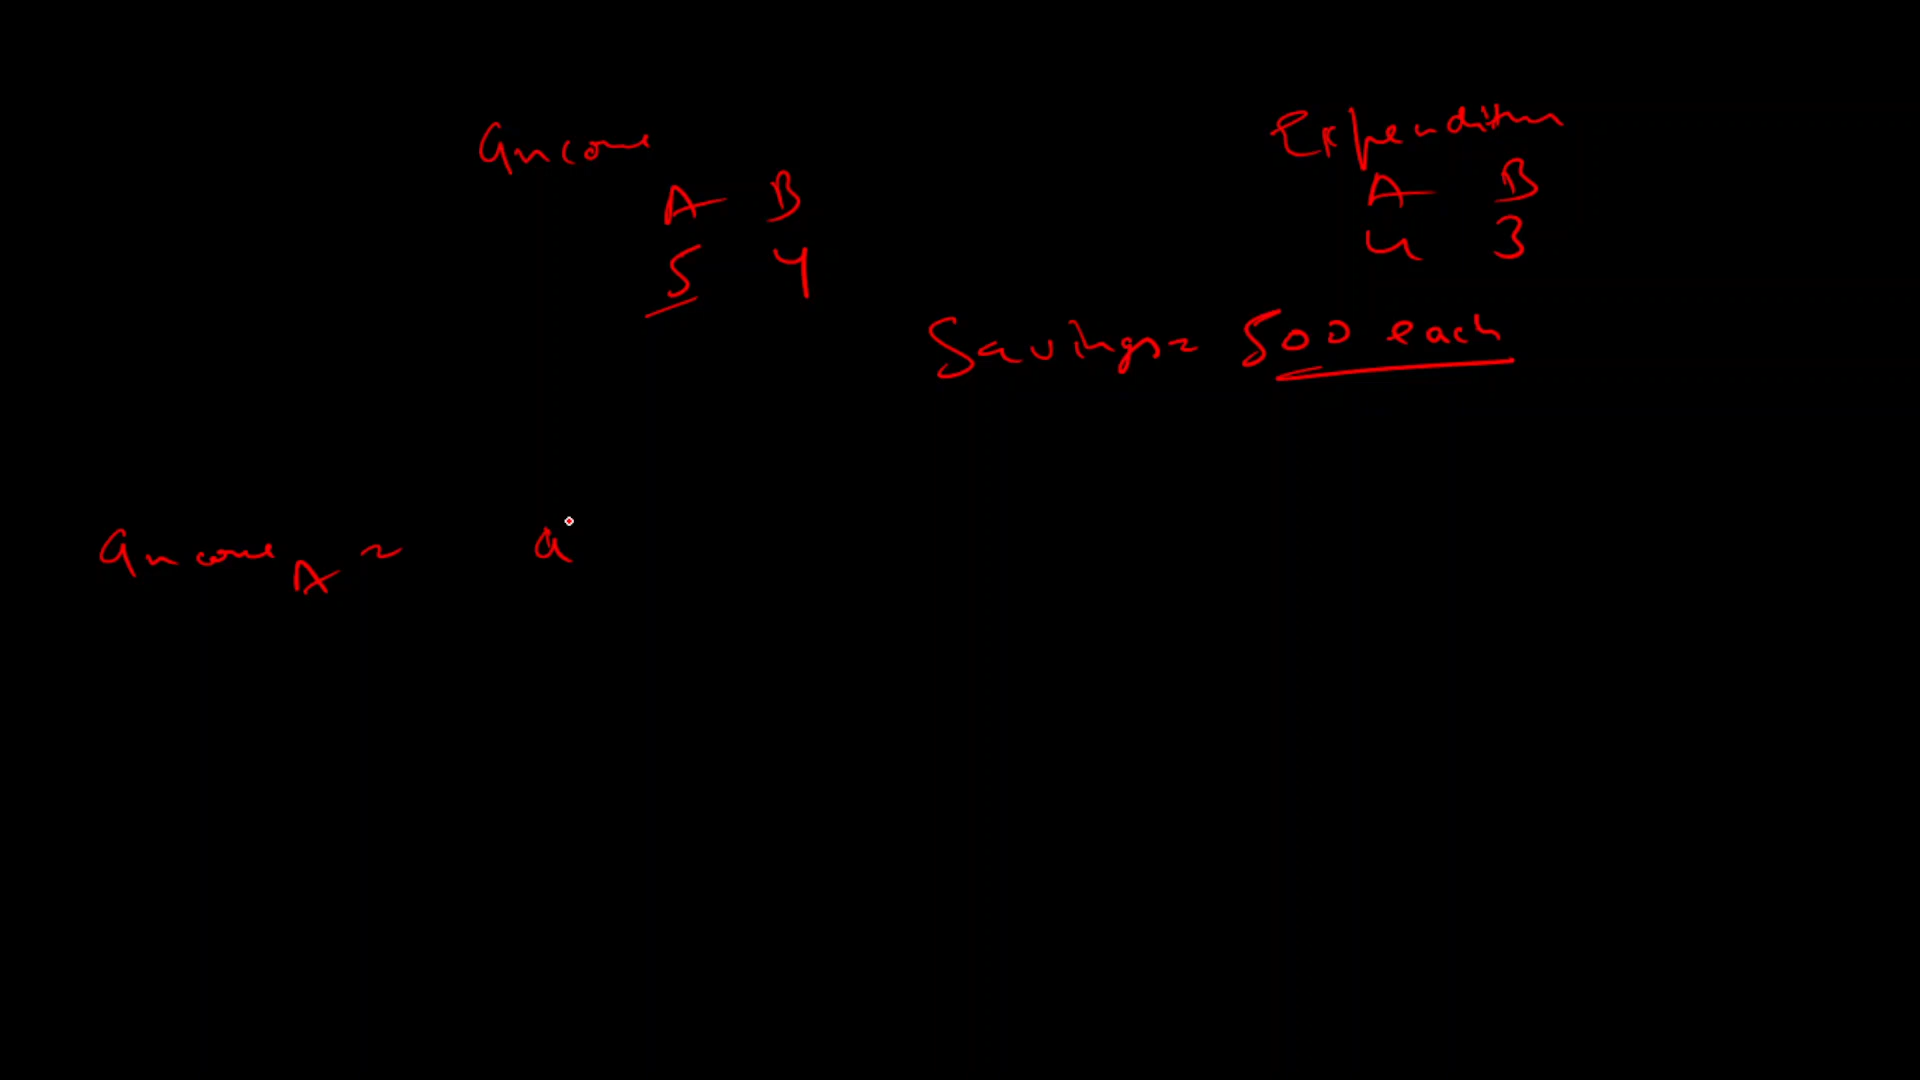 Income
Expenditure
A B
A B
5 4
4 3
Savings = 500 each
Income A = a